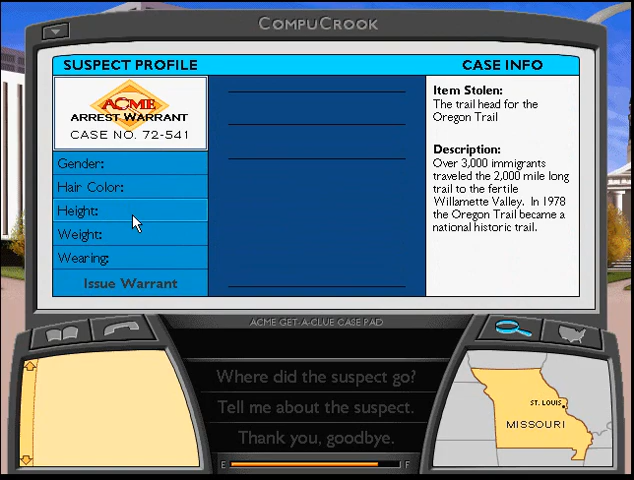 COMPUCROOK
SUSPECT PROFILE
CASE INFO
ACME
ARREST WARRANT
CASE NO. 72-541
Gender:
Hair Color:
Height:
Weight:
Wearing:
Issue Warrant
Item Stolen:
The trail head for the
Oregon Trail
Description:
Over 3,000 immigrants
traveled the 2,000 mile long
trail to the fertile
Willamette Valley. In 1978
the Oregon Trail became a
national historic trail.
ACME GET-A-CLUE CASE PAD
Where did the suspect go?
Tell me about the suspect.
Thank you, goodbye.
E
F
ST. LOUIS
MISSOURI